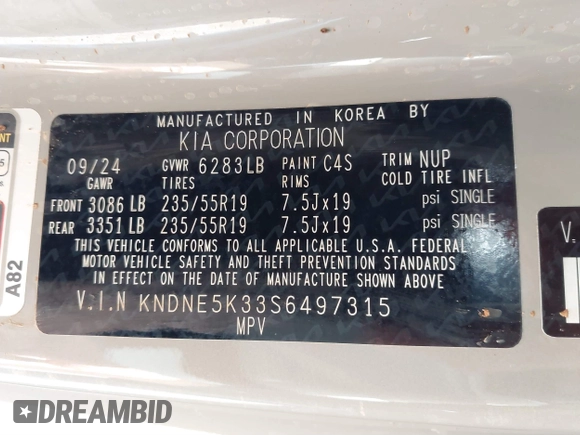 MANUFACTURED IN KOREA BY
KIA CORPORATION
09/24 GVWR 6283LB PAINT C4S TRIM NUP
GAWR TIRES RIMS COLD TIRE INFL
FRONT 3086 LB 235/55R19 7.5Jx19 psi SINGLE
REAR 3351 LB 235/55R19 7.5Jx19 psi SINGLE
THIS VEHICLE CONFORMS TO ALL APPLICABLE U.S.A. FEDERAL
MOTOR VEHICLE SAFETY AND THEFT PREVENTION STANDARDS
IN EFFECT ON THE DATE OF MANUFACTURE SHOWN ABOVE
V.I.N KNDNE5K33S6497315
MPV
A82
V.
DREAMBID